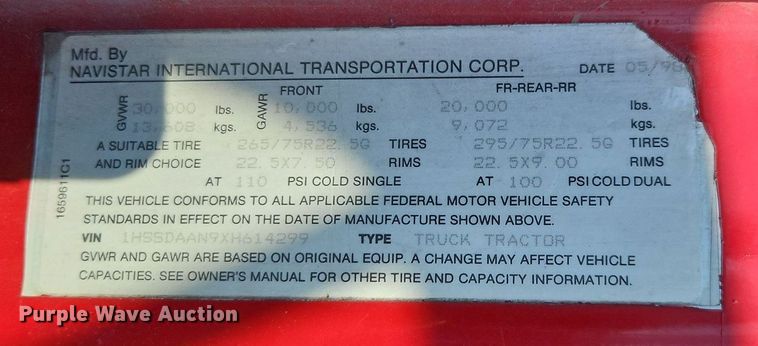 Mfd. By
NAVISTAR INTERNATIONAL TRANSPORTATION CORP. DATE 05/98
FRONT FR-REAR-RR
GVWR 30,000 lbs. GAWR 10,000 lbs. 20,000 lbs.
13,608 kgs. 4,536 kgs. 9,072 kgs.
A SUITABLE TIRE 265/75R22.5G TIRES 295/75R22.5G TIRES
AND RIM CHOICE 22.5X7.50 RIMS 22.5X9.00 RIMS
AT 110 PSI COLD SINGLE AT 100 PSI COLD DUAL
THIS VEHICLE CONFORMS TO ALL APPLICABLE FEDERAL MOTOR VEHICLE SAFETY
STANDARDS IN EFFECT ON THE DATE OF MANUFACTURE SHOWN ABOVE.
VIN 1HSSDAAN9XH614299 TYPE TRUCK TRACTOR
GVWR AND GAWR ARE BASED ON ORIGINAL EQUIP. A CHANGE MAY AFFECT VEHICLE
CAPACITIES. SEE OWNER'S MANUAL FOR OTHER TIRE AND CAPACITY INFORMATION.
1659611C1
Purple Wave Auction